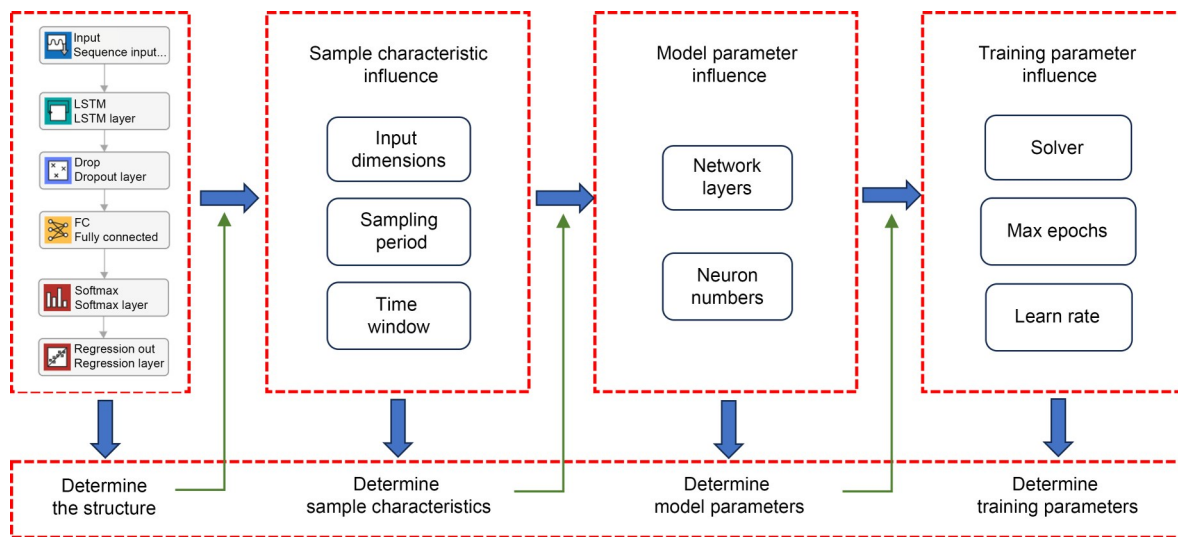 Input
Sequence input...
LSTM
LSTM layer
Drop
Dropout layer
FC
Fully connected
Softmax
Softmax layer
Regression out
Regression layer
Sample characteristic
influence
Input
dimensions
Sampling
period
Time
window
Model parameter
influence
Network
layers
Neuron
numbers
Training parameter
influence
Solver
Max epochs
Learn rate
Determine
the structure
Determine
sample characteristics
Determine
model parameters
Determine
training parameters